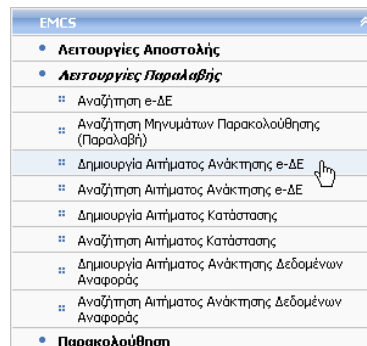 EMCS
Λειτουργίες Αποστολής
Λειτουργίες Παραλαβής
Αναζήτηση e-ΔΕ
Αναζήτηση Μηνυμάτων Παρακολούθησης
(Παραλαβή)
Δημιουργία Αιτήματος Ανάκτησης e-ΔΕ
Αναζήτηση Αιτήματος Ανάκτησης e-ΔΕ
Δημιουργία Αιτήματος Κατάστασης
Αναζήτηση Αιτήματος Κατάστασης
Δημιουργία Αιτήματος Ανάκτησης Δεδομένων
Αναφοράς
Αναζήτηση Αιτήματος Ανάκτησης Δεδομένων
Αναφοράς
Παρακολούθηση